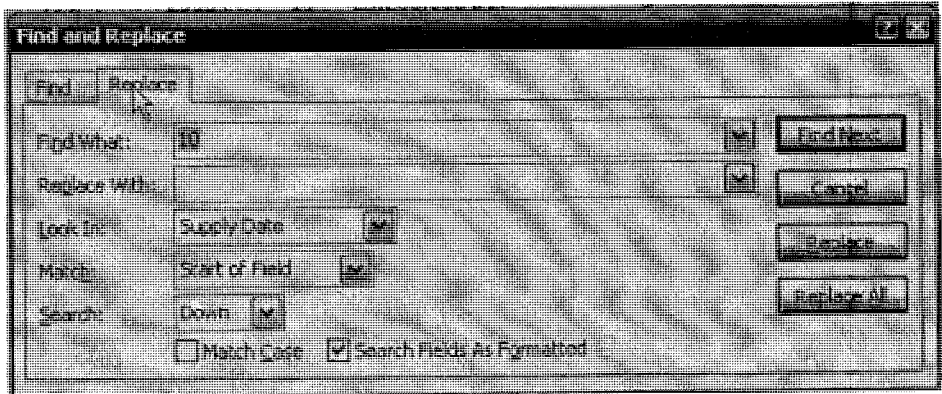 Find and Replace
Find Replace
Find What: 10 Find Next
Replace With: Cancel
Look In: Supply Date Replace
Match: Start of Field Replace All
Search: Down
Match Case Search Fields As Formatted